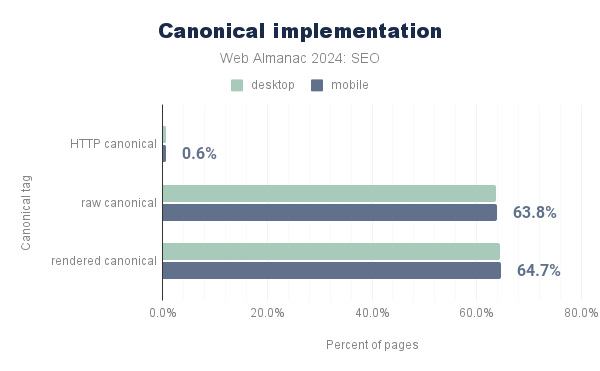 Canonical implementation
Web Almanac 2024: SEO
desktop mobile
Canonical tag
HTTP canonical 0.6%
raw canonical 63.8%
rendered canonical 64.7%
0.0% 20.0% 40.0% 60.0% 80.0%
Percent of pages